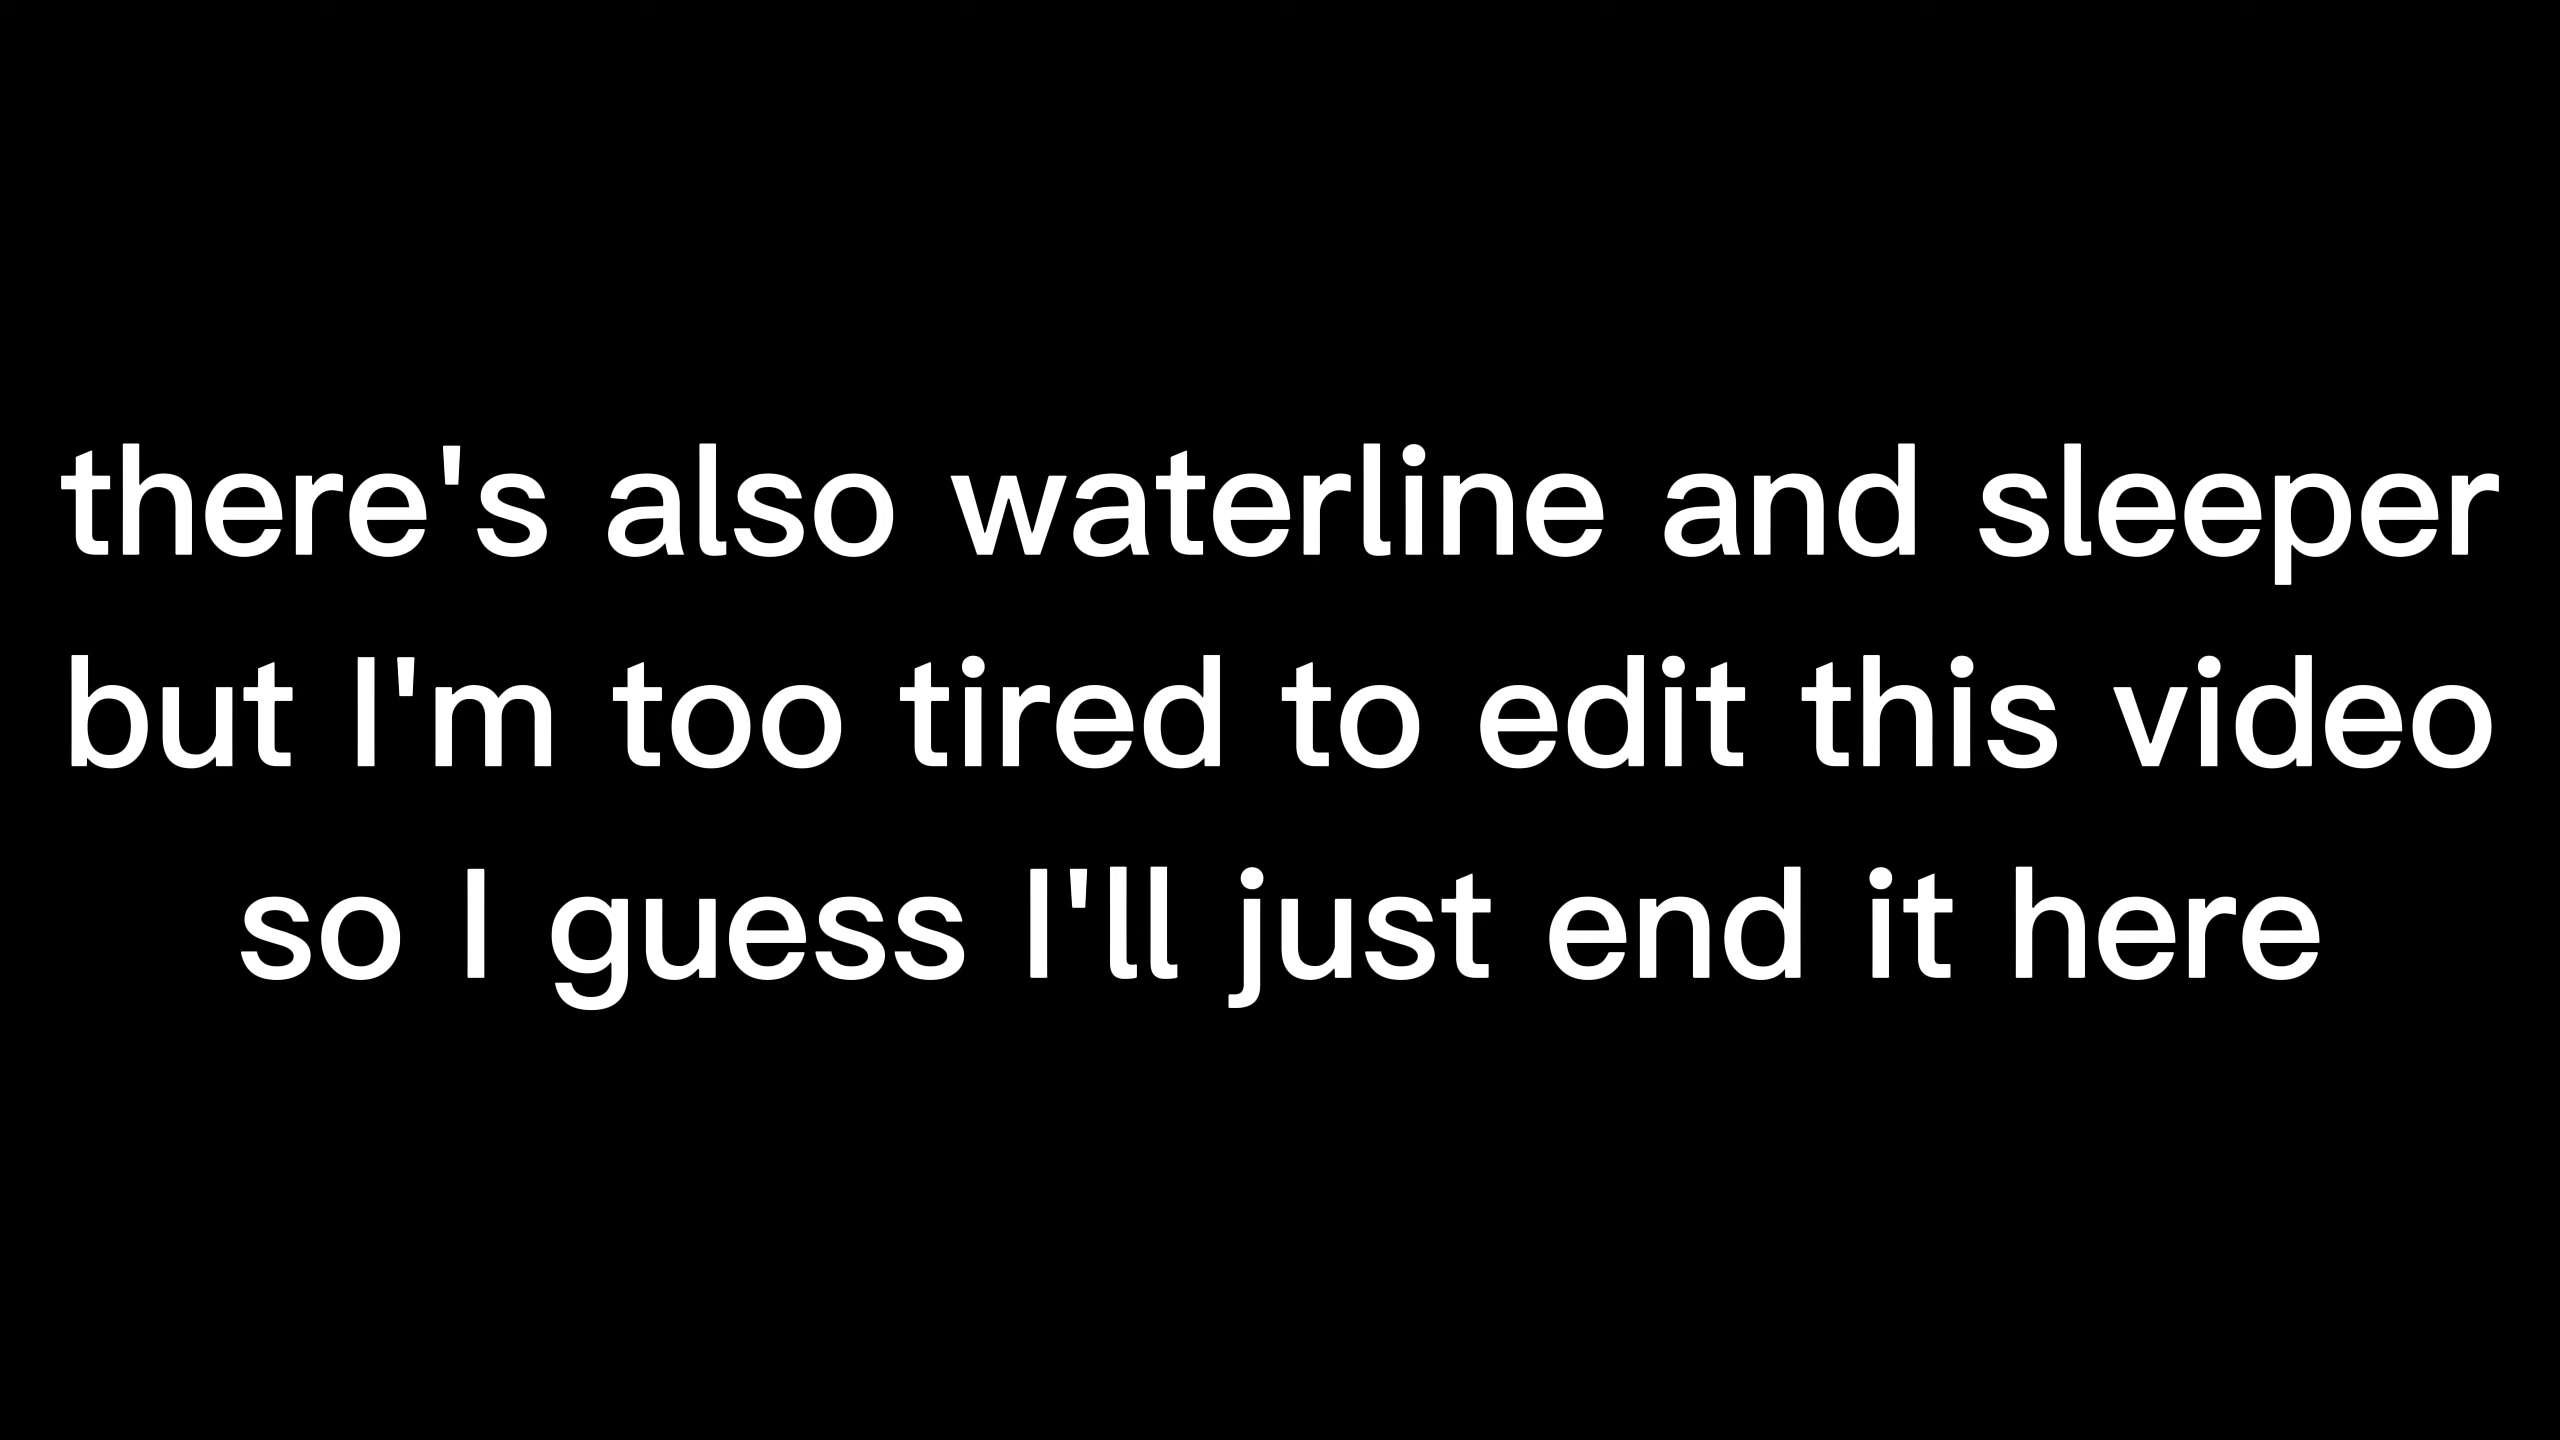 there's also waterline and sleeper
but I'm too tired to edit this video
so I guess I'll just end it here